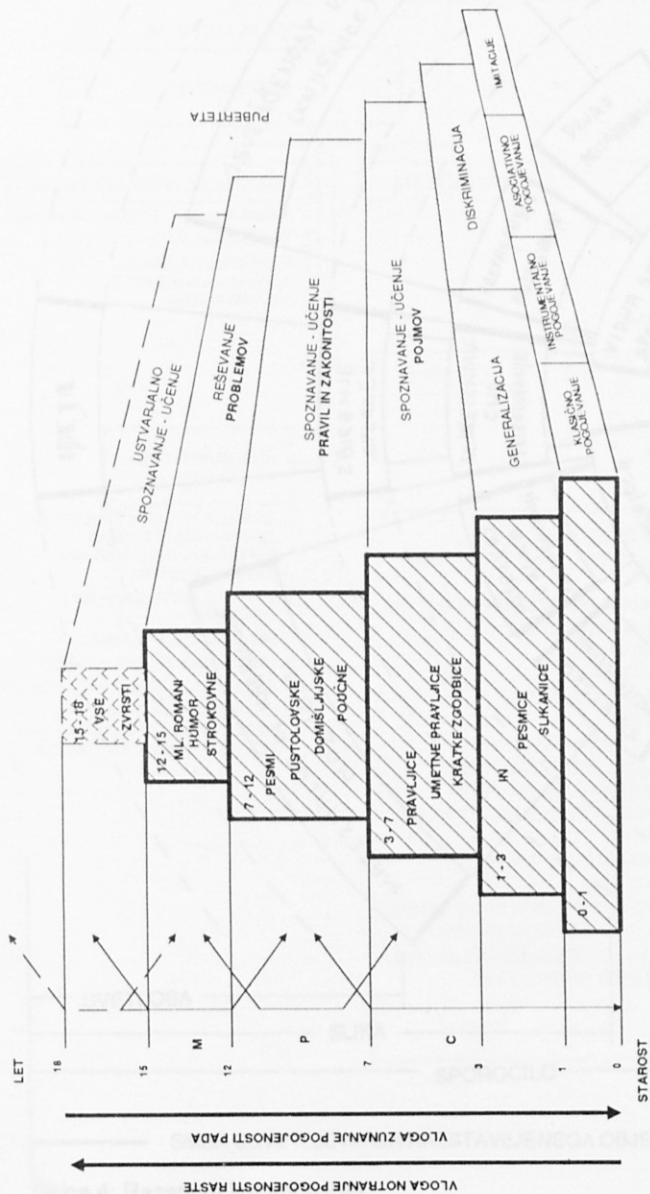 LET
18
15
12
7
3
1
0
STAROST
M
P
C
VLOGA ZUNANJE POGOJENOSTI PADA
VLOGA NOTRANJE POGOJENOSTI RASTE
15 - 18
VSE
ZVRSTI
12 - 15
ML. ROMANI
HUMOR
STROKOVNE
7 - 12
PESMI
PUSTOLOVSKE
DOMIŠLJIJSKE
POUČNE
3 - 7
PRAVLJICE
UMETNE PRAVLJICE
KRATKE ZGODBICE
1 - 3
IN
PESMICE
SLIKANICE
0 - 1
USTVARJALNO
SPOZNAVANJE - UČENJE
PUBERTETA
REŠEVANJE
PROBLEMOV
SPOZNAVANJE - UČENJE
PRAVIL IN ZAKONITOSTI
SPOZNAVANJE - UČENJE
POJMOV
GENERALIZACIJA
DISKRIMINACIJA
KLASIČNO
POGOJEVANJE
INSTRUMENTALNO
POGOJEVANJE
ASOCIATIVNO
POGOJEVANJE
IMITACIJE
SLIKA
SPOROČILO